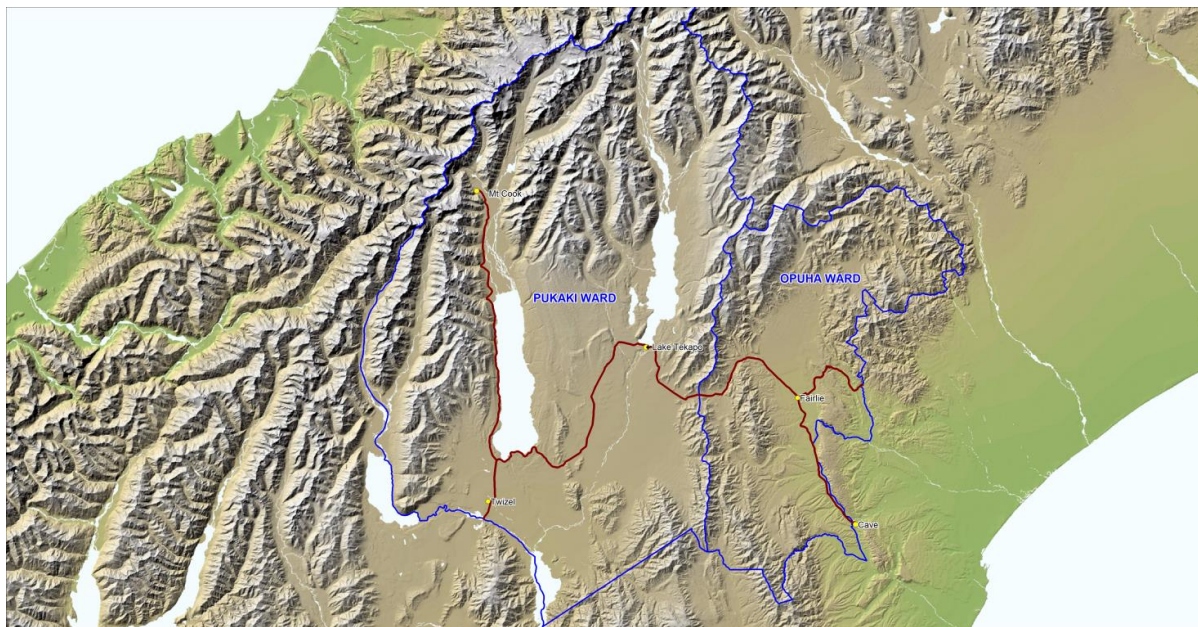 Mt Cook
OPUHA WARD
PUKAKI WARD
Lake Tekapo
Fairlie
Twizel
Cave